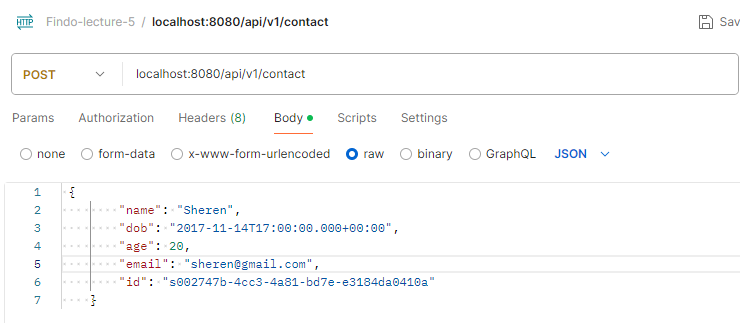 HTTP Findo-lecture-5 / localhost:8080/api/v1/contact Sav
POST localhost:8080/api/v1/contact
Params Authorization Headers (8) Body Scripts Settings
none form-data x-www-form-urlencoded raw binary GraphQL JSON
1 {
2 "name": "Sheren",
3 "dob": "2017-11-14T17:00:00.000+00:00",
4 "age": 20,
5 "email": "sheren@gmail.com",
6 "id": "s002747b-4cc3-4a81-bd7e-e3184da0410a"
7 }